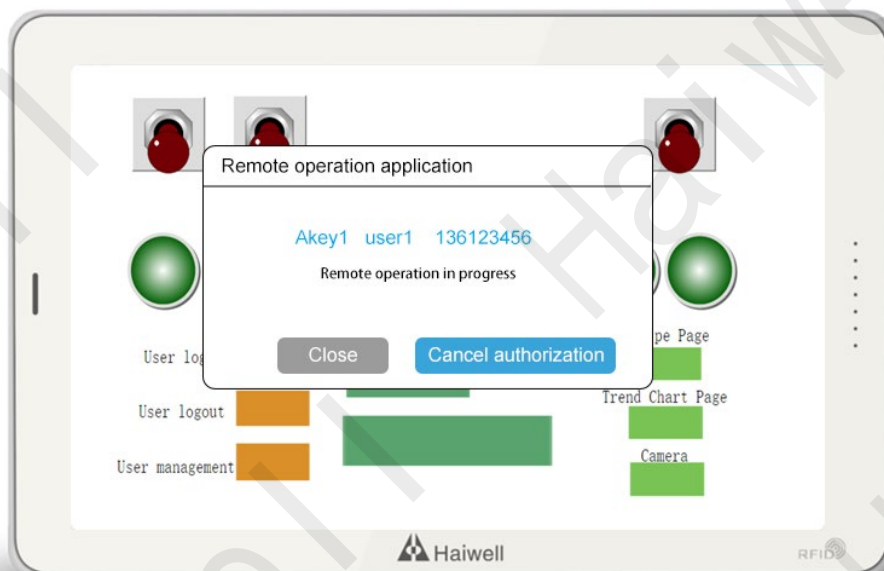 Remote operation application
Akey1 user1 136123456
Remote operation in progress
Close
Cancel authorization
User log
pe Page
User logout
Trend Chart Page
User management
Camera
Haiwell
RFID
Haiwell